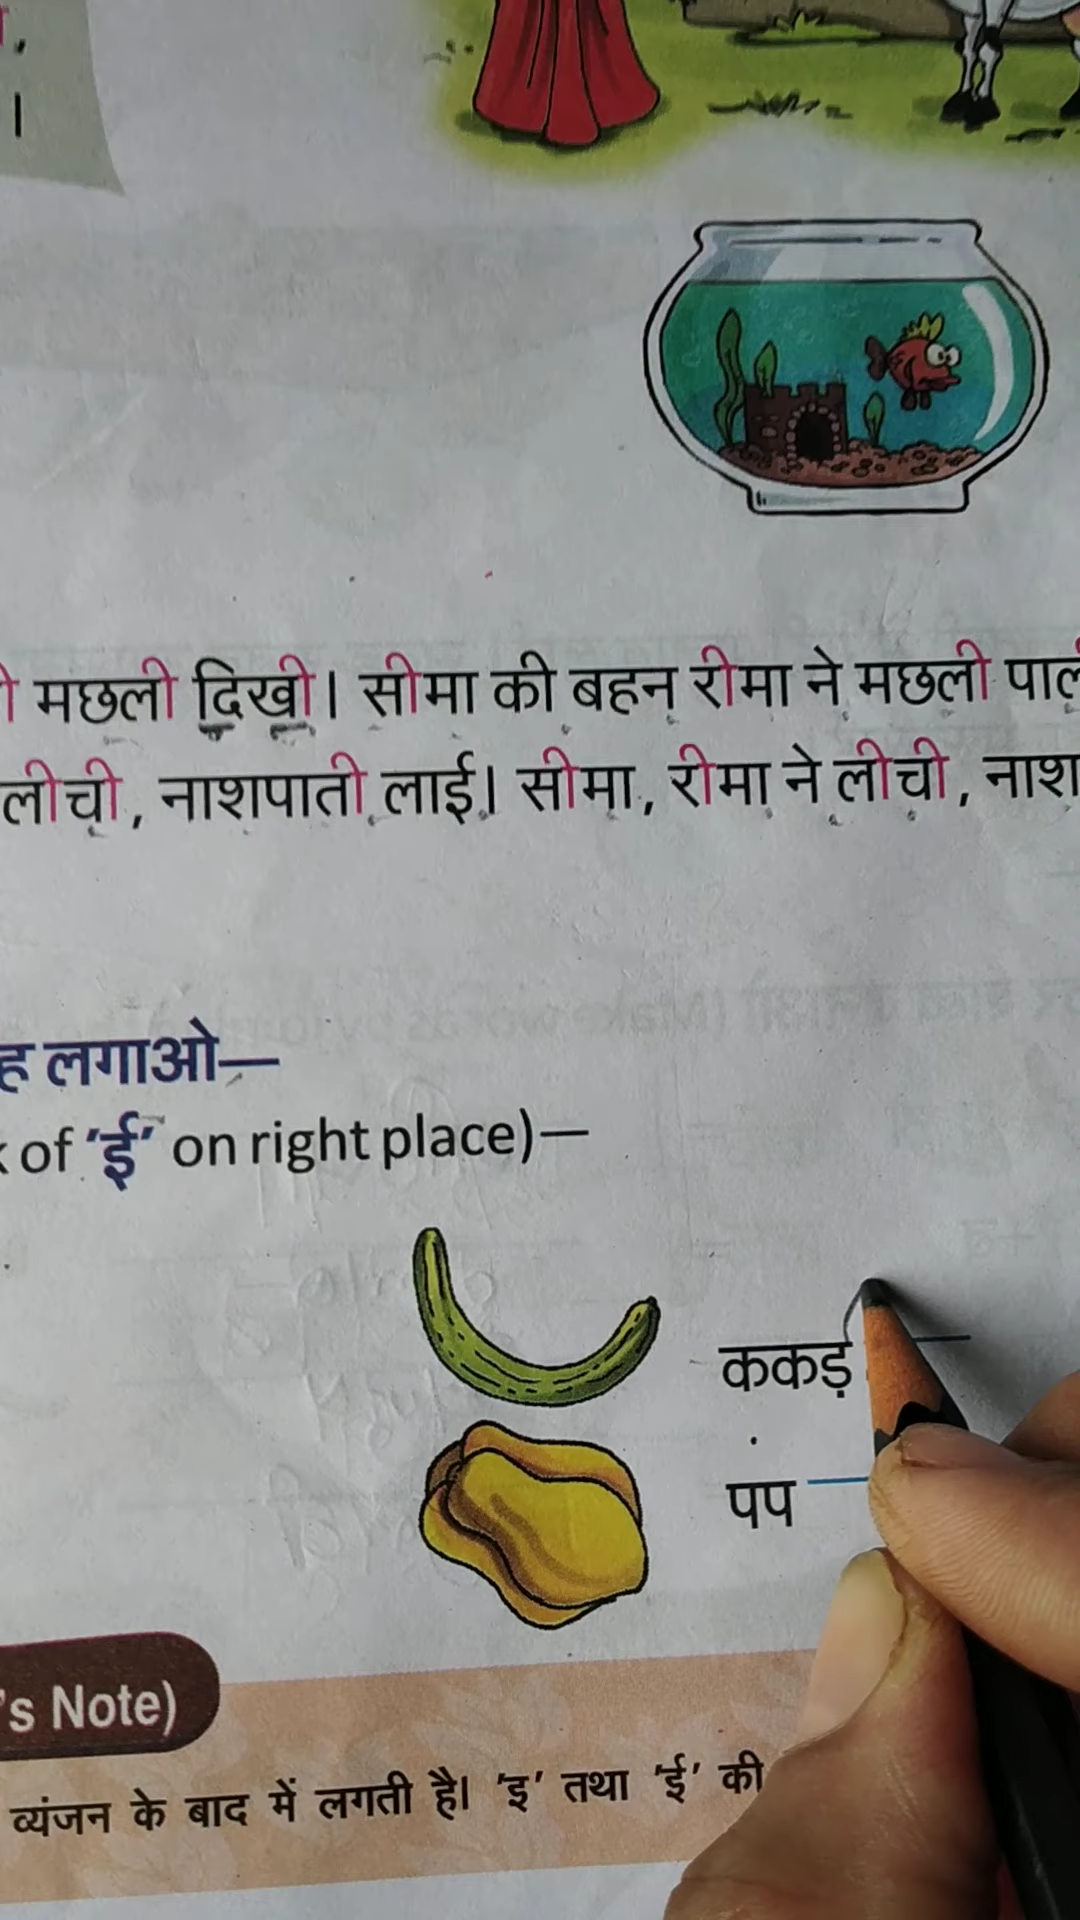 ,
।
मछली दिखी। सीमा की बहन रीमा ने मछली
लीची, नाशपाती लाई। सीमा, रीमा ने लीची,
लगाओ—
of ’ई’ on right place)—
ककड़
पप
's Note)
व्यंजन के बाद में लगती है। ’इ’ तथा ’ई’ की